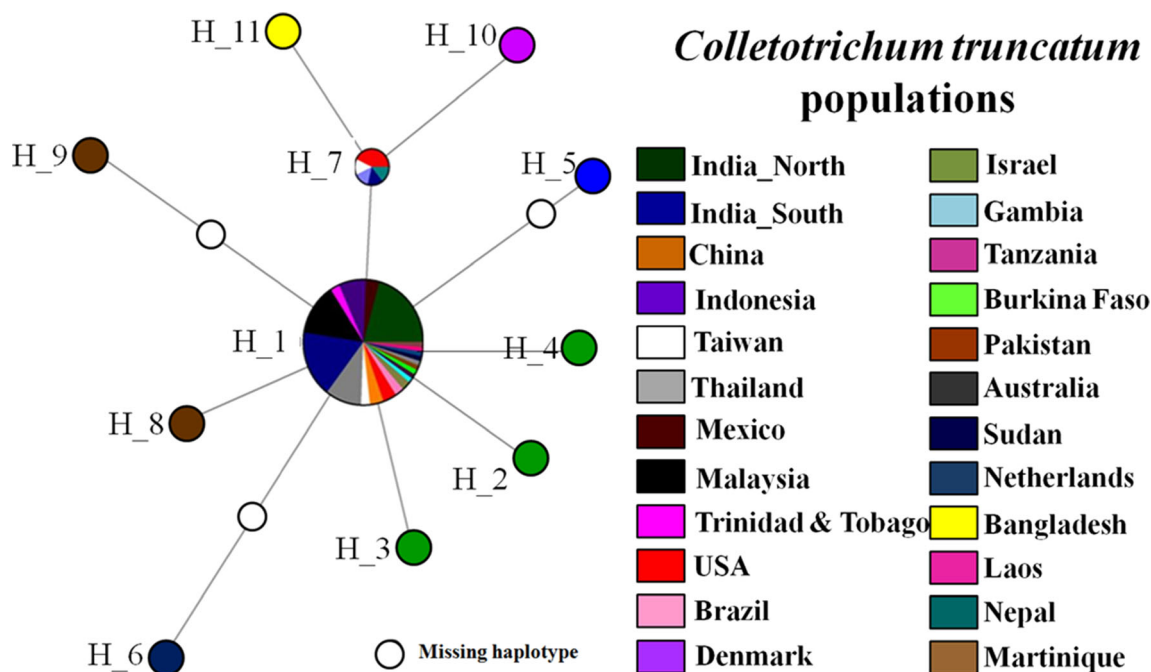 Colletotrichum truncatum
populations
H_11
H_10
H_9
H_7
H_5
H_1
H_4
H_8
H_2
H_3
H_6
Missing haplotype
India_North
India_South
China
Indonesia
Taiwan
Thailand
Mexico
Malaysia
Trinidad & Tobago
USA
Brazil
Denmark
Israel
Gambia
Tanzania
Burkina Faso
Pakistan
Australia
Sudan
Netherlands
Bangladesh
Laos
Nepal
Martinique